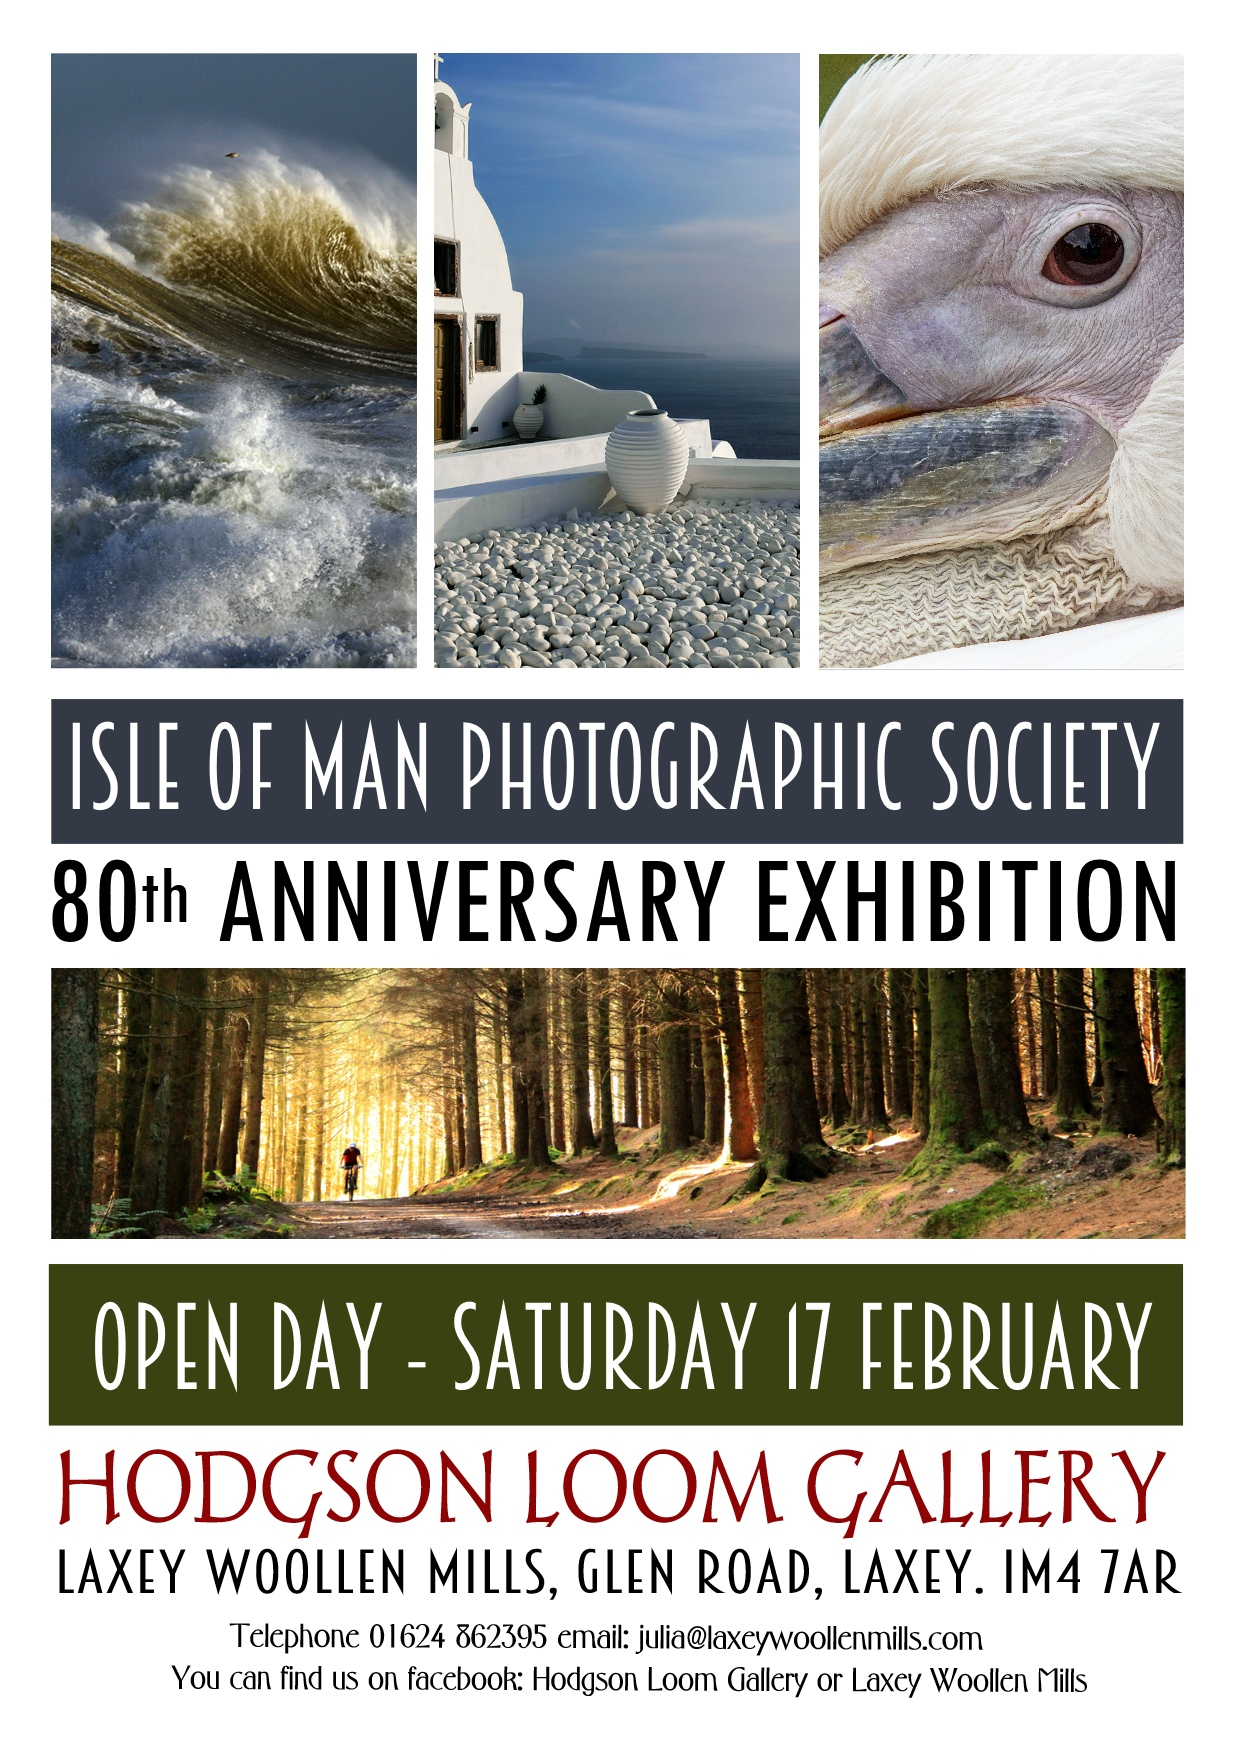 ISLE OF MAN PHOTOGRAPHIC SOCIETY
80th ANNIVERSARY EXHIBITION
OPEN DAY - SATURDAY 17 FEBRUARY
HODGSON LOOM GALLERY
LAXEY WOOLLEN MILLS, GLEN ROAD, LAXEY. IM4 7AR
Telephone 01624 862395 email: julia@laxeywoollenmills.com
You can find us on facebook: Hodgson Loom Gallery or Laxey Woollen Mills